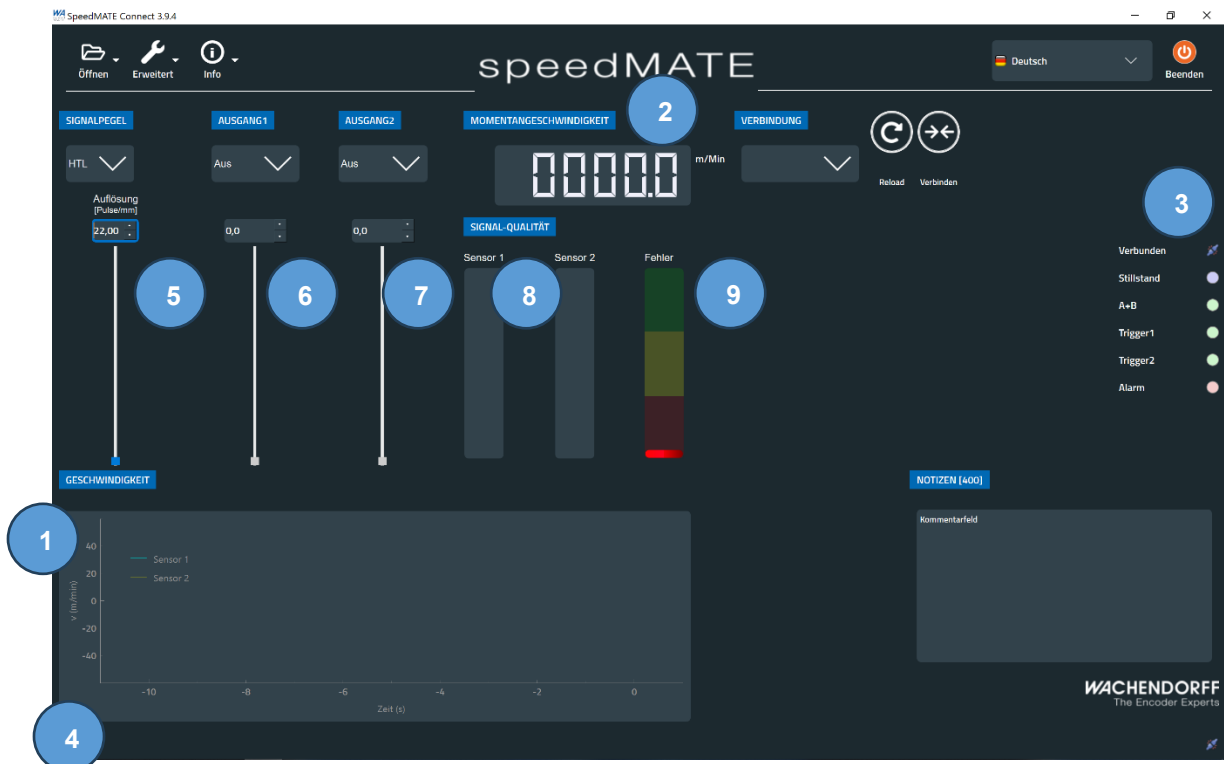 SpeedMATE Connect 3.9.4
Öffnen
Erweitert
Info
speedMATE
Deutsch
Beenden
SIGNALPEGEL
AUSGANG1
AUSGANG2
MOMENTANGESCHWINDIGKEIT
2
VERBINDUNG
HTL
Aus
Aus
0000.0
m/Min
Reload
Verbinden
Auflösung
[Pulse/mm]
22,00
0,0
0,0
SIGNAL-QUALITÄT
3
Sensor 1
Sensor 2
Fehler
5
6
7
8
9
Verbunden
Stillstand
A+B
Trigger1
Trigger2
Alarm
GESCHWINDIGKEIT
NOTIZEN [400]
1
Kommentarfeld
40
20
0
-20
-40
v (m/min)
Sensor 1
Sensor 2
-10
-8
-6
-4
-2
0
Zeit (s)
4
WACHENDORFF
The Encoder Experts